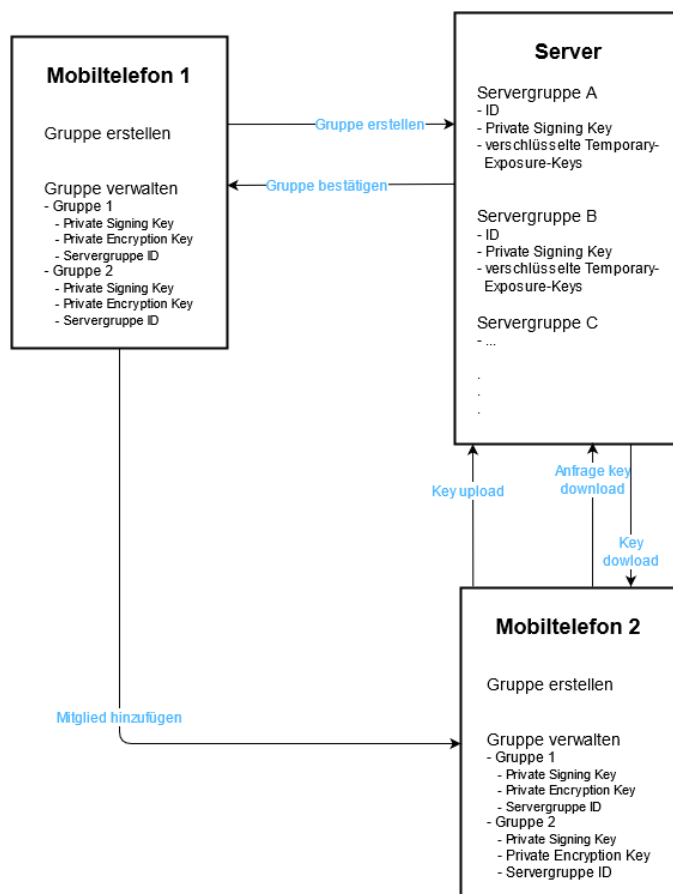 Mobiltelefon 1
Gruppe erstellen
Gruppe verwalten
- Gruppe 1
- Private Signing Key
- Private Encryption Key
- Servergruppe ID
- Gruppe 2
- Private Signing Key
- Private Encryption Key
- Servergruppe ID
Gruppe erstellen
Gruppe bestätigen
Server
Servergruppe A
- ID
- Private Signing Key
- verschlüsselte Temporary-
Exposure-Keys
Servergruppe B
- ID
- Private Signing Key
- verschlüsselte Temporary-
Exposure-Keys
Servergruppe C
- ...
.
.
.
Key upload
Anfrage key
download
Key
dowload
Mitglied hinzufügen
Mobiltelefon 2
Gruppe erstellen
Gruppe verwalten
- Gruppe 1
- Private Signing Key
- Private Encryption Key
- Servergruppe ID
- Gruppe 2
- Private Signing Key
- Private Encryption Key
- Servergruppe ID